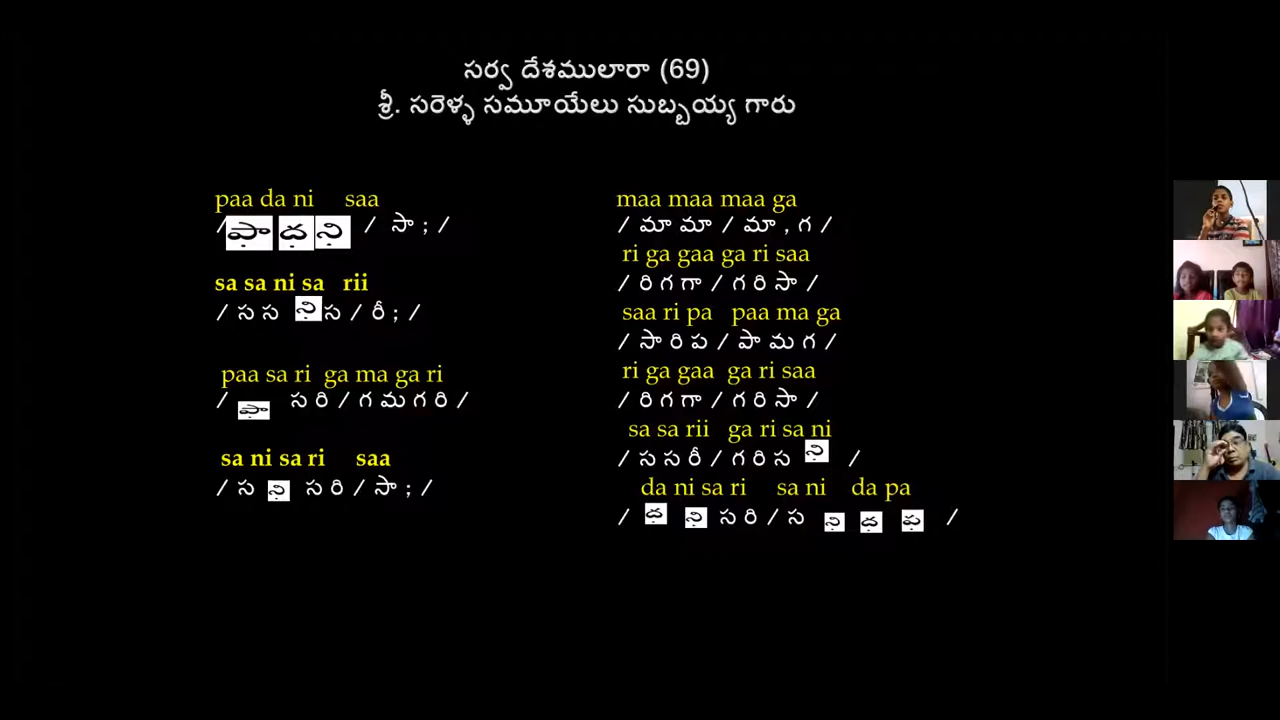 సర్వ దేశములారా (69)
శ్రీ. సరెళ్ళ సమూయేలు సుబ్బయ్య గారు
paa da ni saa
/ పా ద ని / సా ; /
sa sa ni sa rii
/ స స ని స / రీ ; /
paa sa ri ga ma ga ri
/ పా స రి / గ మ గ రి /
sa ni sa ri saa
/ స ని స రి / సా ; /
maa maa maa ga
/ మా మా / మా , గ /
ri ga gaa ga ri saa
/ రి గ గా / గ రి సా /
saa ri pa paa ma ga
/ సా రి ప / పా మ గ /
ri ga gaa ga ri saa
/ రి గ గా / గ రి సా /
sa sa rii ga ri sa ni
/ స స రీ / గ రి స ని /
da ni sa ri sa ni da pa
/ ద ని స రి / స ని ద ప /